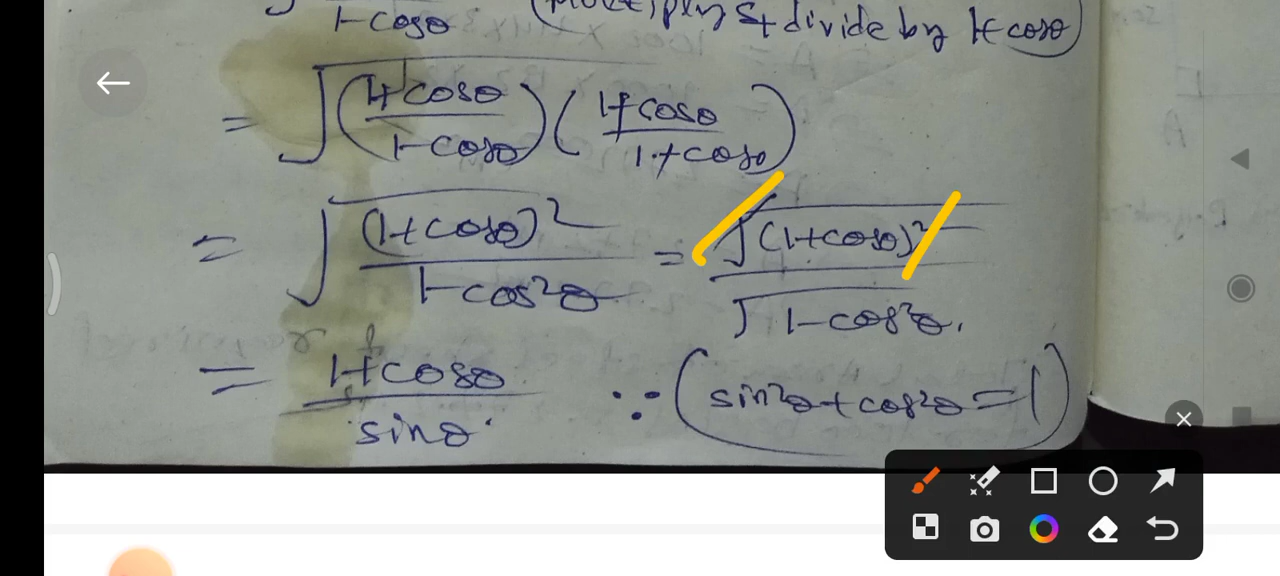 1-cosθ (Multiply & divide by 1+cosθ)
= √(1+cosθ/1-cosθ)(1+cosθ/1+cosθ)
= √(1+cosθ)²/1-cos²θ = √(1+cosθ)²/√1-cos²θ.
= 1+cosθ/sinθ ∵ (sin²θ+cos²θ=1)